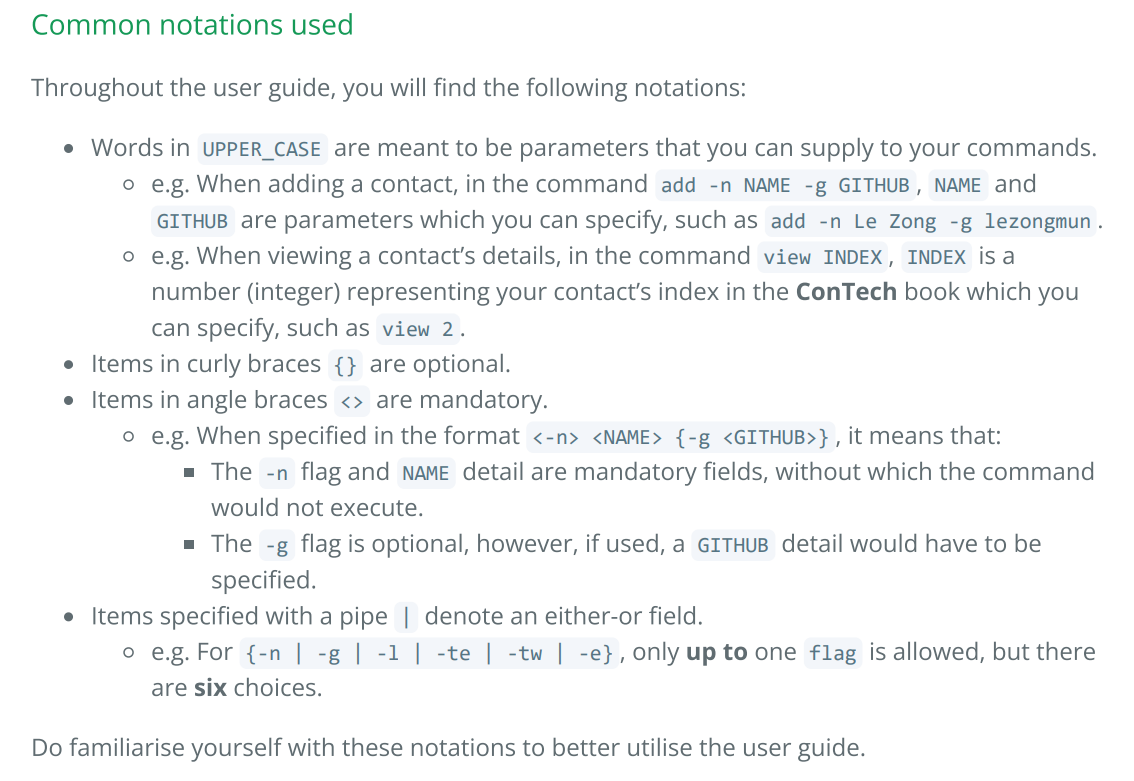 Common notations used
Throughout the user guide, you will find the following notations:
Words in UPPER_CASE are meant to be parameters that you can supply to your commands.
e.g. When adding a contact, in the command add -n NAME -g GITHUB, NAME and
GITHUB are parameters which you can specify, such as add -n Le Zong -g lezongmun.
e.g. When viewing a contact’s details, in the command view INDEX, INDEX is a
number (integer) representing your contact’s index in the ConTech book which you
can specify, such as view 2.
Items in curly braces {} are optional.
Items in angle braces <> are mandatory.
e.g. When specified in the format <-n> <NAME> {-g <GITHUB>}, it means that:
The -n flag and NAME detail are mandatory fields, without which the command
would not execute.
The -g flag is optional, however, if used, a GITHUB detail would have to be
specified.
Items specified with a pipe | denote an either-or field.
e.g. For {-n | -g | -l | -te | -tw | -e}, only up to one flag is allowed, but there
are six choices.
Do familiarise yourself with these notations to better utilise the user guide.